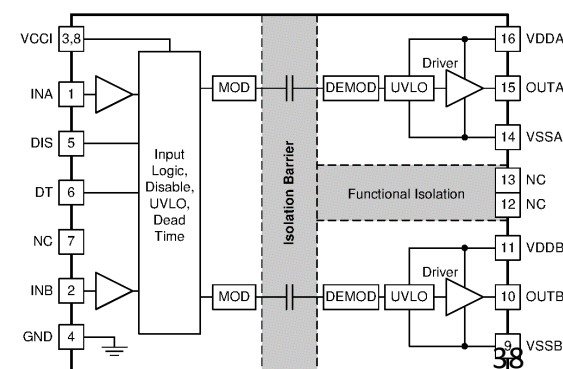 VCCI 3,8
16 VDDA
Driver
INA 1
MOD
DEMOD
UVLO
15 OUTA
DIS 5
14 VSSA
Input
Logic,
Disable,
UVLO,
Dead
Time
Isolation Barrier
13 NC
DT 6
Functional Isolation
12 NC
NC 7
11 VDDB
Driver
INB 2
MOD
DEMOD
UVLO
10 OUTB
GND 4
9 VSSB
38